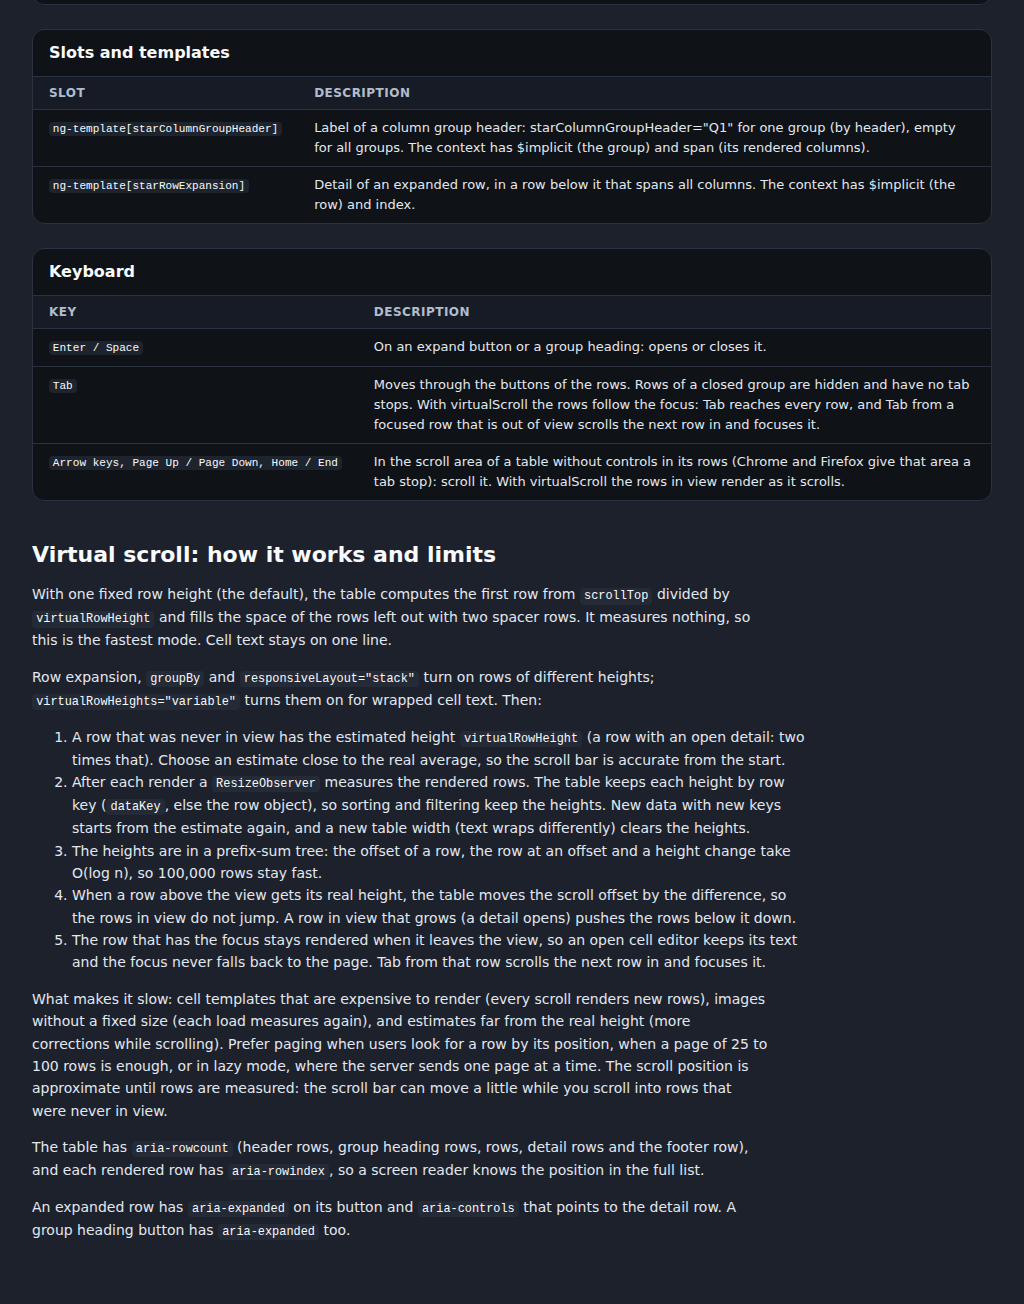 Slots and templates
SLOT DESCRIPTION
ng-template[starColumnGroupHeader] Label of a column group header: starColumnGroupHeader="Q1" for one group (by header), empty
for all groups. The context has $implicit (the group) and span (its rendered columns).
ng-template[starRowExpansion] Detail of an expanded row, in a row below it that spans all columns. The context has $implicit (the
row) and index.
Keyboard
KEY DESCRIPTION
Enter / Space On an expand button or a group heading: opens or closes it.
Tab Moves through the buttons of the rows. Rows of a closed group are hidden and have no tab
stops. With virtualScroll the rows follow the focus: Tab reaches every row, and Tab from a
focused row that is out of view scrolls the next row in and focuses it.
Arrow keys, Page Up / Page Down, Home / End In the scroll area of a table without controls in its rows (Chrome and Firefox give that area a
tab stop): scroll it. With virtualScroll the rows in view render as it scrolls.
Virtual scroll: how it works and limits
With one fixed row height (the default), the table computes the first row from scrollTop divided by
virtualRowHeight and fills the space of the rows left out with two spacer rows. It measures nothing, so
this is the fastest mode. Cell text stays on one line.
Row expansion, groupBy and responsiveLayout="stack" turn on rows of different heights;
virtualRowHeights="variable" turns them on for wrapped cell text. Then:
1. A row that was never in view has the estimated height virtualRowHeight (a row with an open detail: two
times that). Choose an estimate close to the real average, so the scroll bar is accurate from the start.
2. After each render a ResizeObserver measures the rendered rows. The table keeps each height by row
key (dataKey, else the row object), so sorting and filtering keep the heights. New data with new keys
starts from the estimate again, and a new table width (text wraps differently) clears the heights.
3. The heights are in a prefix-sum tree: the offset of a row, the row at an offset and a height change take
O(log n), so 100,000 rows stay fast.
4. When a row above the view gets its real height, the table moves the scroll offset by the difference, so
the rows in view do not jump. A row in view that grows (a detail opens) pushes the rows below it down.
5. The row that has the focus stays rendered when it leaves the view, so an open cell editor keeps its text
and the focus never falls back to the page. Tab from that row scrolls the next row in and focuses it.
What makes it slow: cell templates that are expensive to render (every scroll renders new rows), images
without a fixed size (each load measures again), and estimates far from the real height (more
corrections while scrolling). Prefer paging when users look for a row by its position, when a page of 25 to
100 rows is enough, or in lazy mode, where the server sends one page at a time. The scroll position is
approximate until rows are measured: the scroll bar can move a little while you scroll into rows that
were never in view.
The table has aria-rowcount (header rows, group heading rows, rows, detail rows and the footer row),
and each rendered row has aria-rowindex, so a screen reader knows the position in the full list.
An expanded row has aria-expanded on its button and aria-controls that points to the detail row. A
group heading button has aria-expanded too.